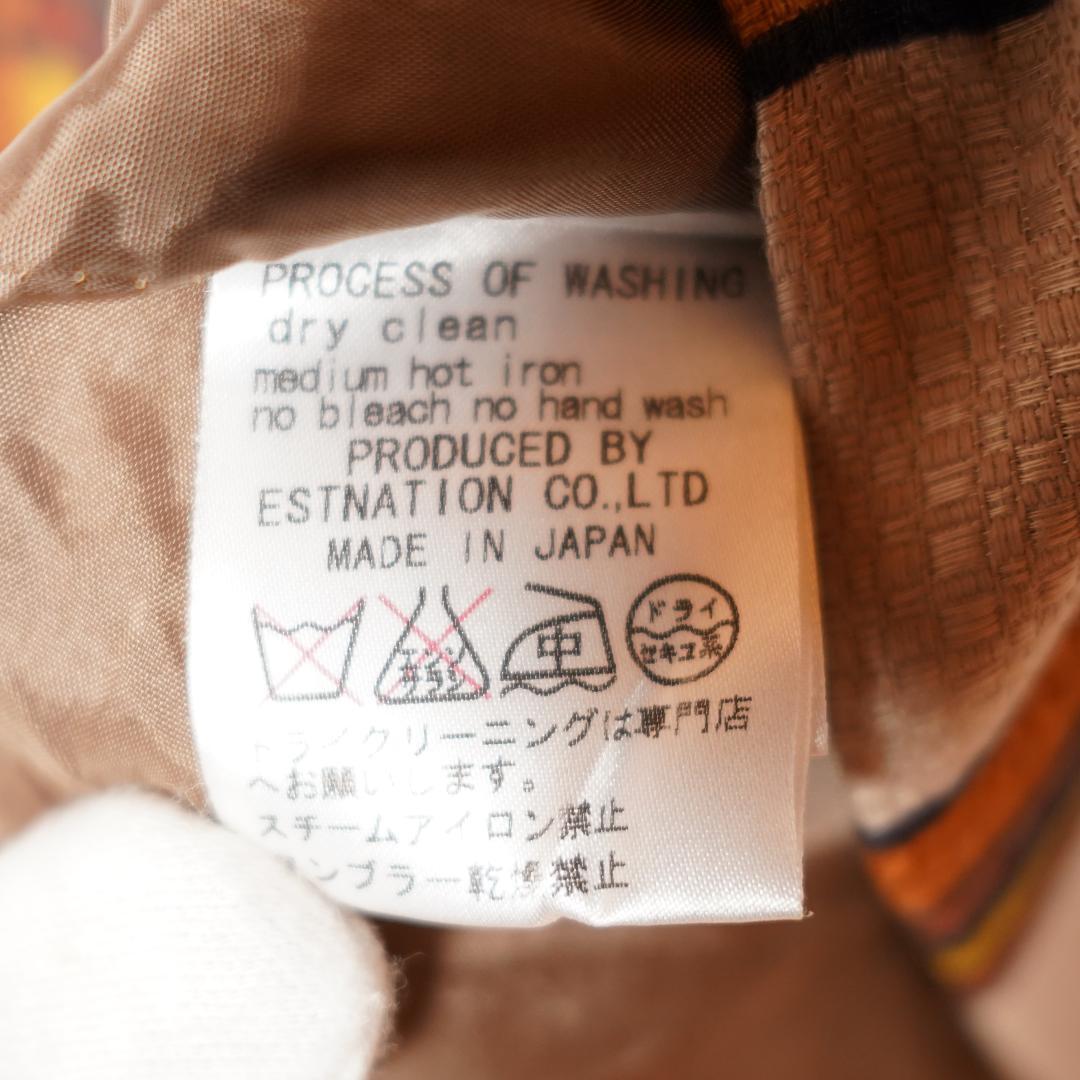 PROCESS OF WASHING
dry clean
medium hot iron
no bleach no hand wash
PRODUCED BY
ESTNATION CO.,LTD
MADE IN JAPAN
中
ドライ
セキユ系
ドライクリーニングは専門店
へお願いします。
スチームアイロン禁止
ンブラー乾燥禁止